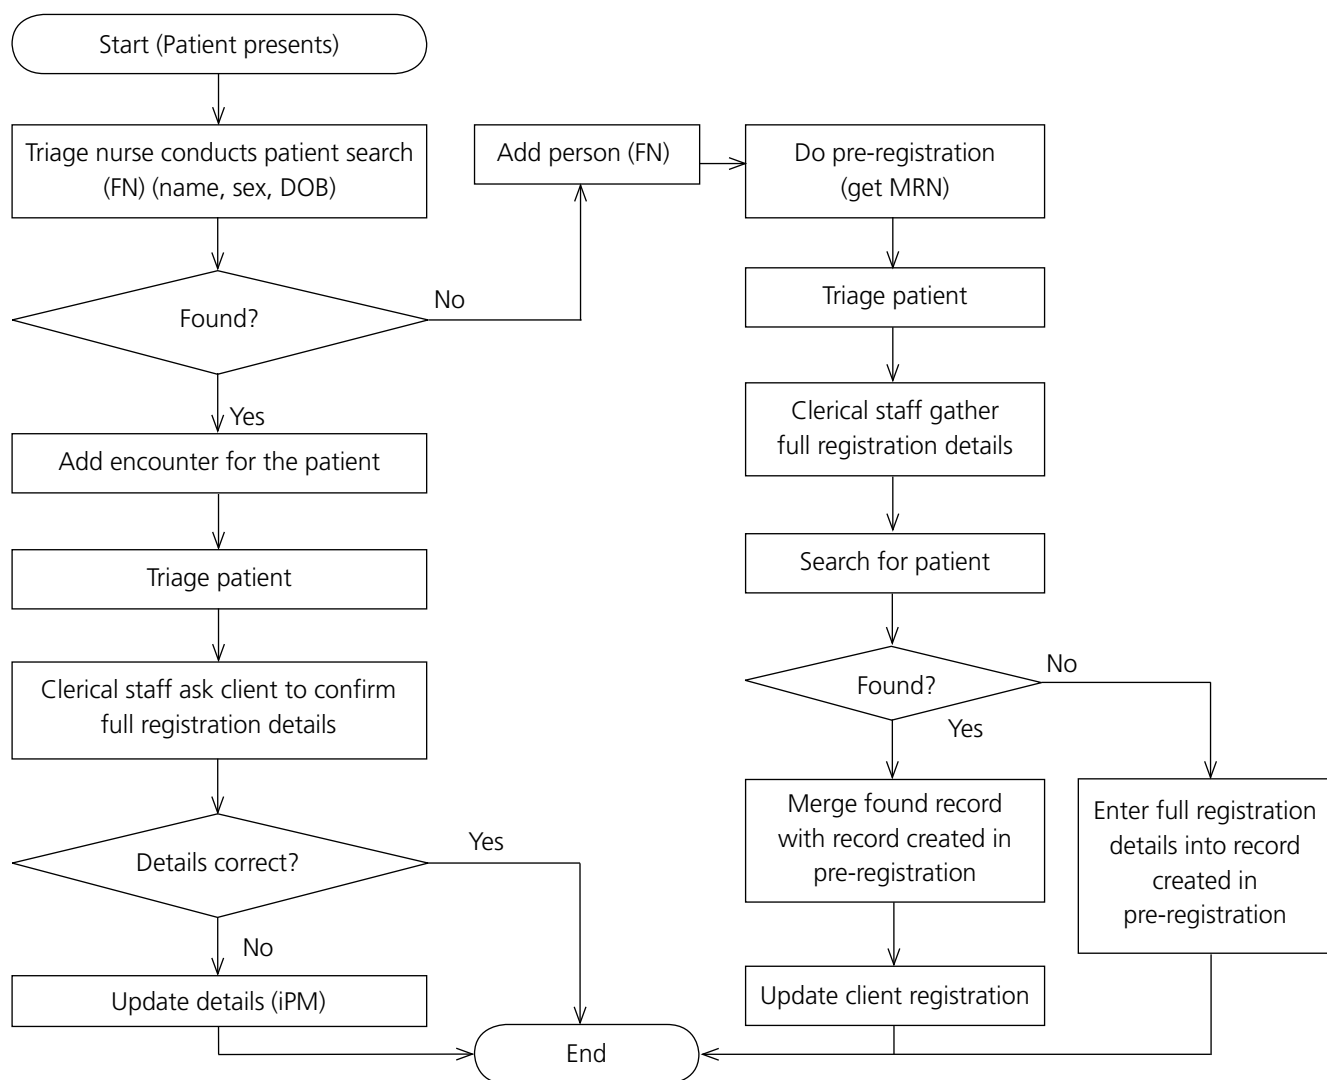 Start (Patient presents)
Triage nurse conducts patient search
(FN) (name, sex, DOB)
Found?
No
Yes
Add encounter for the patient
Triage patient
Clerical staff ask client to confirm
full registration details
Details correct?
Yes
No
Update details (iPM)
Add person (FN)
Do pre-registration
(get MRN)
Triage patient
Clerical staff gather
full registration details
Search for patient
Found?
No
Yes
Merge found record
with record created in
pre-registration
Enter full registration
details into record
created in
pre-registration
Update client registration
End